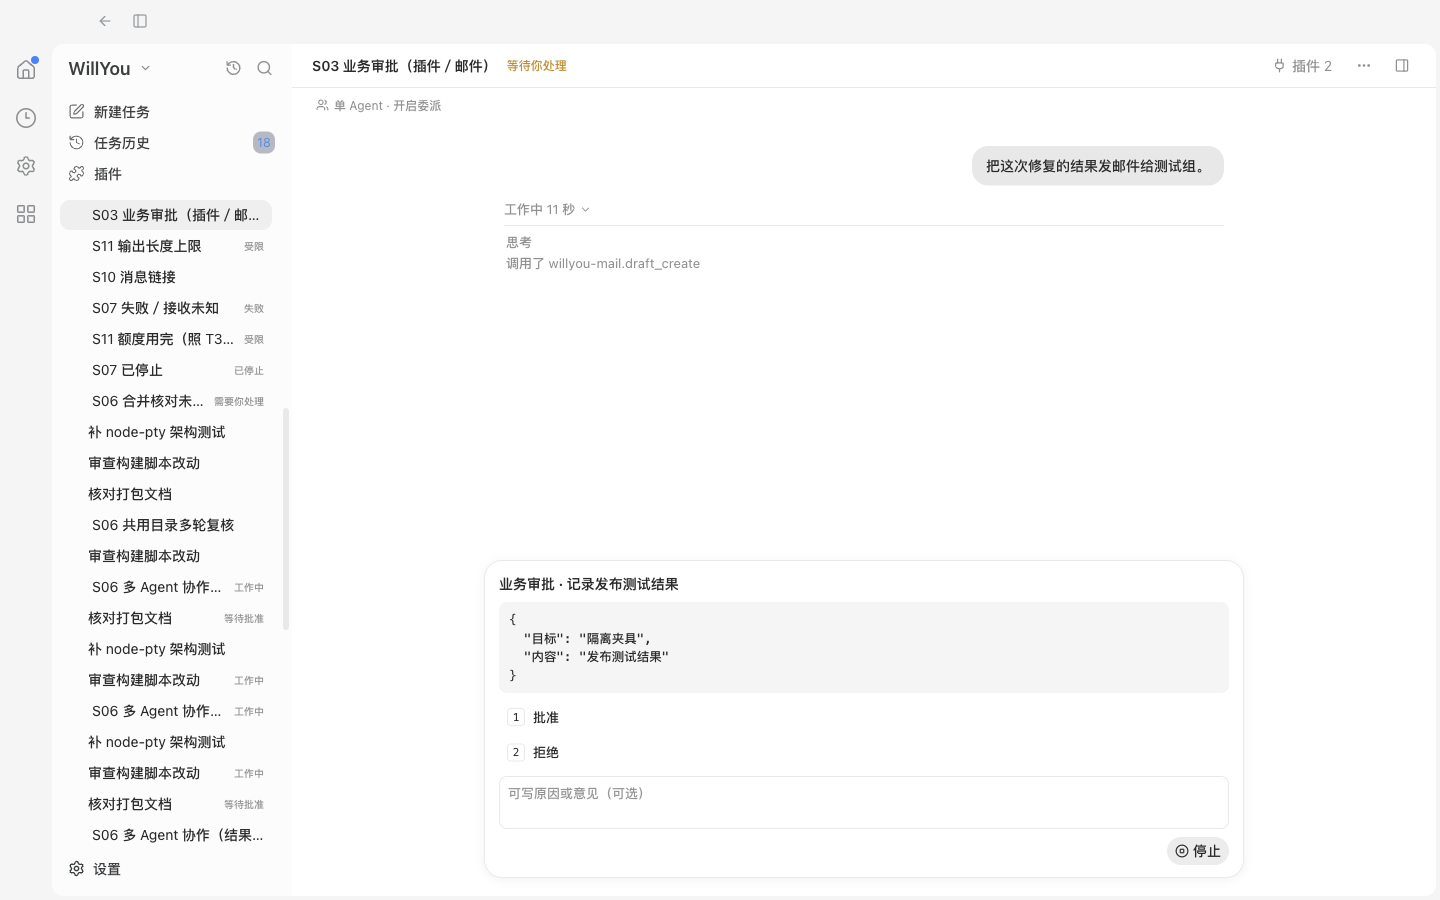 WillYou
新建任务
任务历史
18
插件
S03 业务审批（插件 / 邮...
S11 输出长度上限
受限
S10 消息链接
S07 失败 / 接收未知
失败
S11 额度用完（照 T3...
受限
S07 已停止
已停止
S06 合并核对未...
需要你处理
补 node-pty 架构测试
审查构建脚本改动
核对打包文档
S06 共用目录多轮复核
审查构建脚本改动
S06 多 Agent 协作...
工作中
核对打包文档
等待批准
补 node-pty 架构测试
审查构建脚本改动
工作中
S06 多 Agent 协作...
工作中
补 node-pty 架构测试
审查构建脚本改动
工作中
核对打包文档
等待批准
S06 多 Agent 协作（结果...
设置
S03 业务审批（插件 / 邮件）
等待你处理
插件 2
单 Agent · 开启委派
把这次修复的结果发邮件给测试组。
工作中 11 秒
思考
调用了 willyou-mail.draft_create
业务审批 · 记录发布测试结果
{
"目标": "隔离夹具",
"内容": "发布测试结果"
}
1 批准
2 拒绝
可写原因或意见（可选）
停止